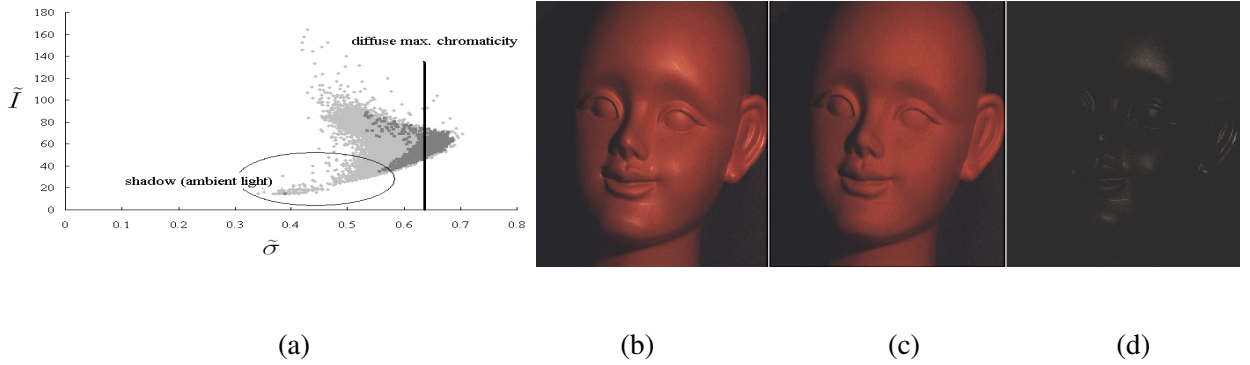 180
160
140
120
100
80
60
40
20
0
Ĩ
diffuse max. chromaticity
shadow (ambient light)
0 0.1 0.2 0.3 0.4 0.5 0.6 0.7 0.8
σ̃
(a) (b) (c) (d)